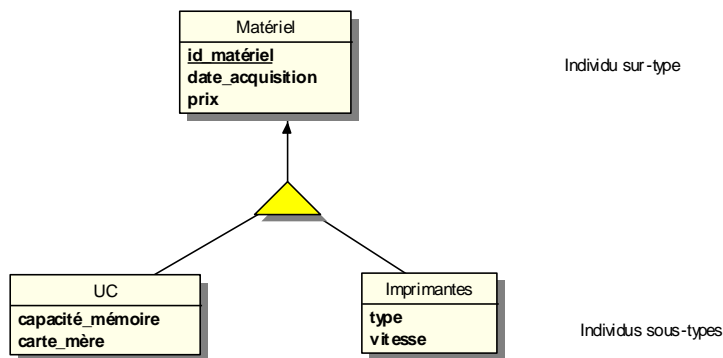 Matériel
id_matériel
date_acquisition
prix
Individu sur-type
UC
capacité_mémoire
carte_mère
Imprimantes
type
vitesse
Individus sous-types